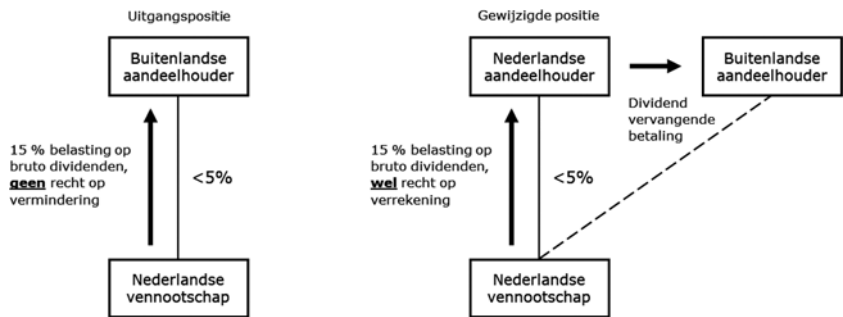 Uitgangspositie
Buitenlandse
aandeelhouder
15 % belasting op
bruto dividenden,
geen recht op
vermindering
<5%
Nederlandse
vennootschap
Gewijzigde positie
Nederlandse
aandeelhouder
Buitenlandse
aandeelhouder
Dividend
vervangende
betaling
15 % belasting op
bruto dividenden,
wel recht op
verrekening
<5%
Nederlandse
vennootschap